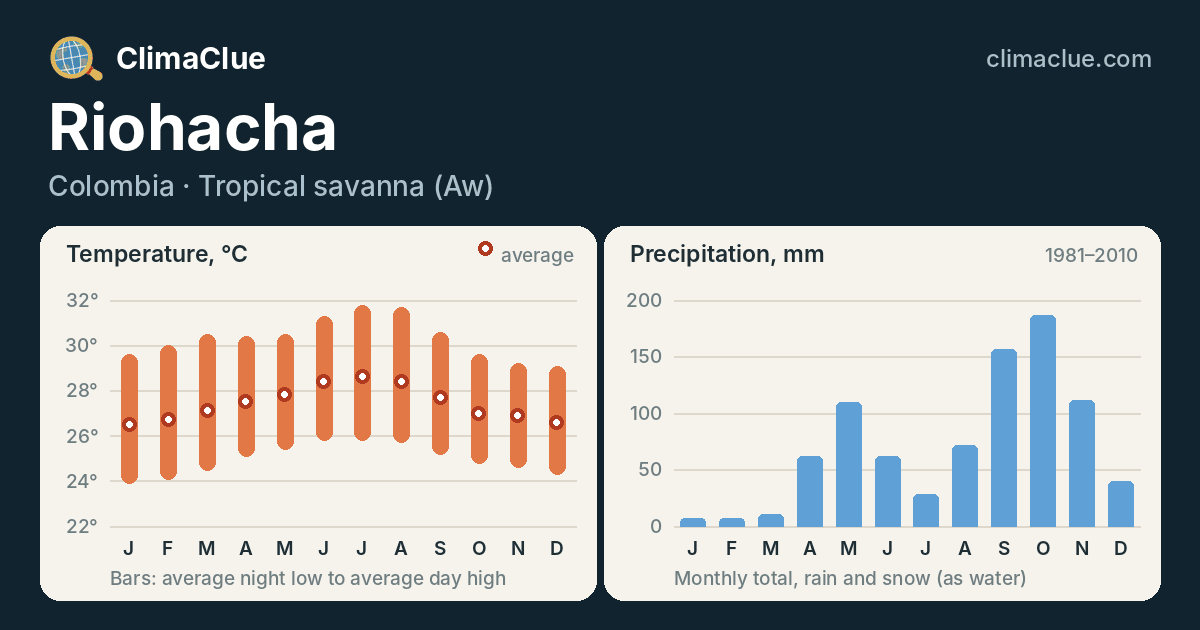 ClimaClue
climaclue.com
Riohacha
Colombia · Tropical savanna (Aw)
Temperature, °C
average
32°
30°
28°
26°
24°
22°
J F M A M J J A S O N D
Bars: average night low to average day high
Precipitation, mm
1981–2010
200
150
100
50
0
J F M A M J J A S O N D
Monthly total, rain and snow (as water)